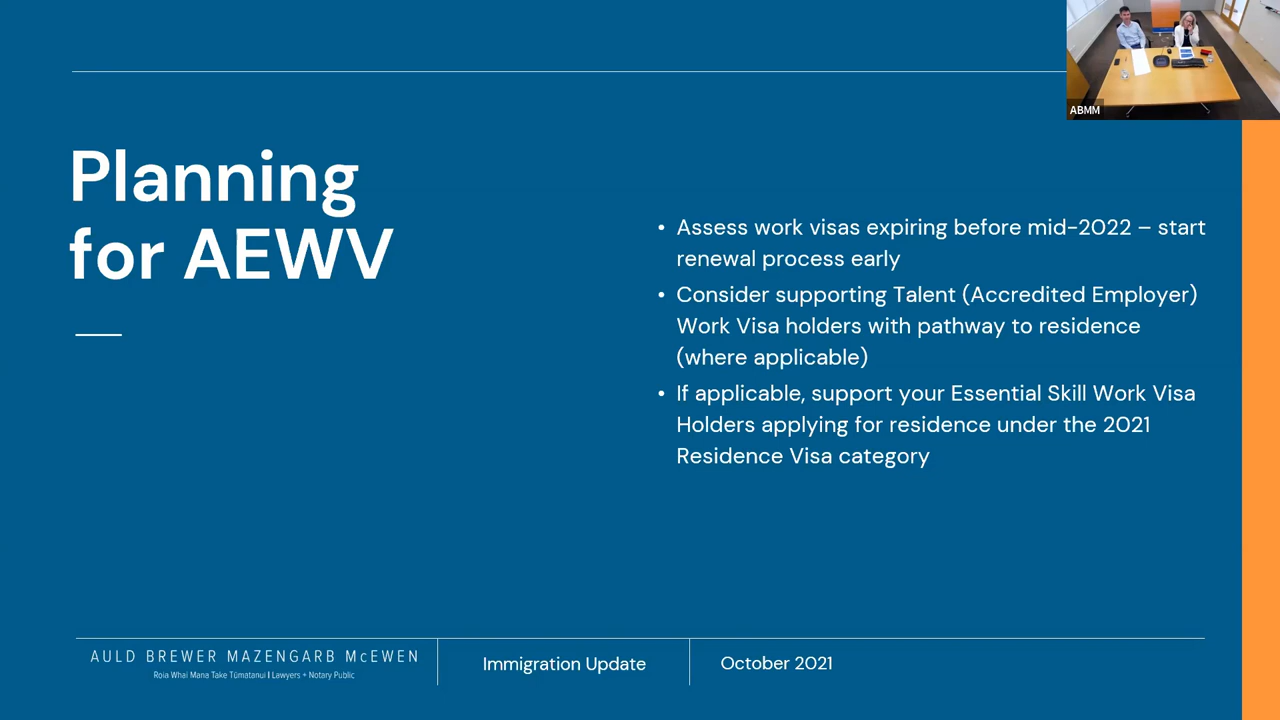 ABMM
Planning
for AEWV
• Assess work visas expiring before mid-2022 – start
renewal process early
• Consider supporting Talent (Accredited Employer)
Work Visa holders with pathway to residence
(where applicable)
• If applicable, support your Essential Skill Work Visa
Holders applying for residence under the 2021
Residence Visa category
AULD BREWER MAZENGARB McEWEN
Roia Whai Mana Take Tūmatanui | Lawyers + Notary Public
Immigration Update
October 2021